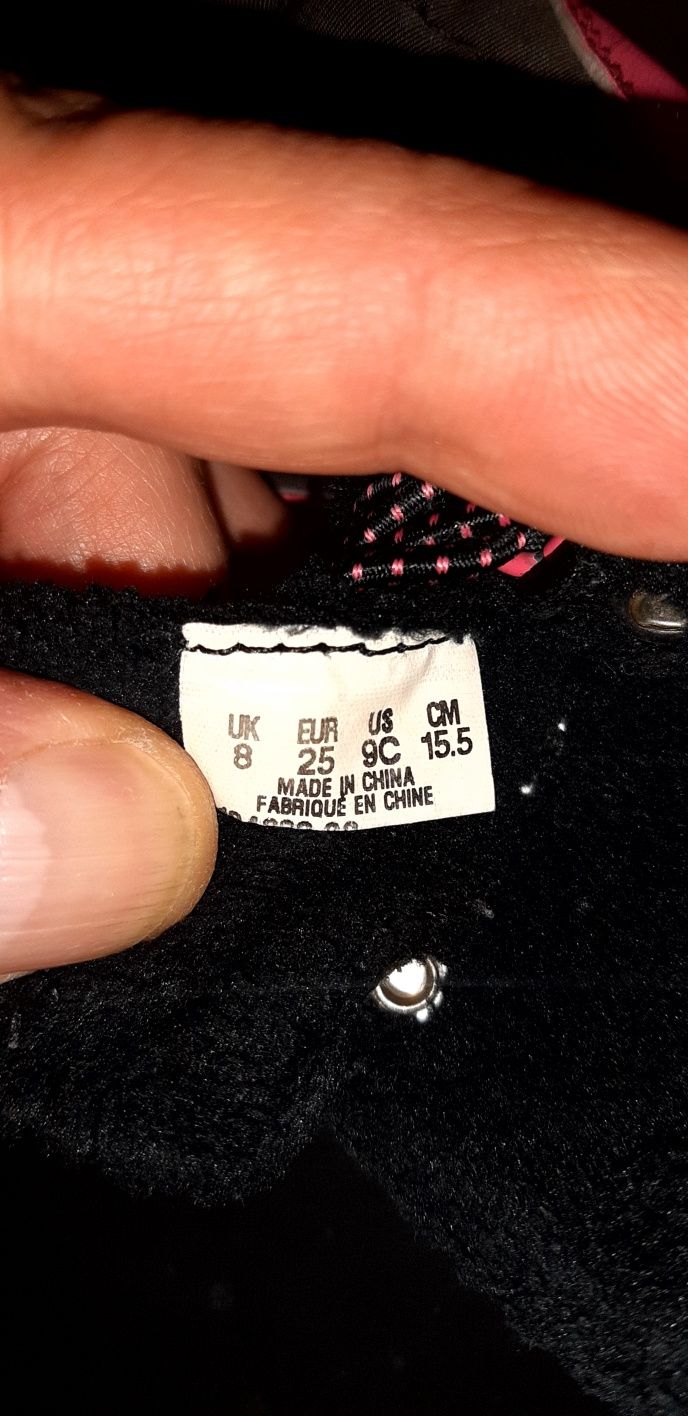 UK EUR US CM
8 25 9C 15.5
MADE IN CHINA
FABRIQUÉ EN CHINE